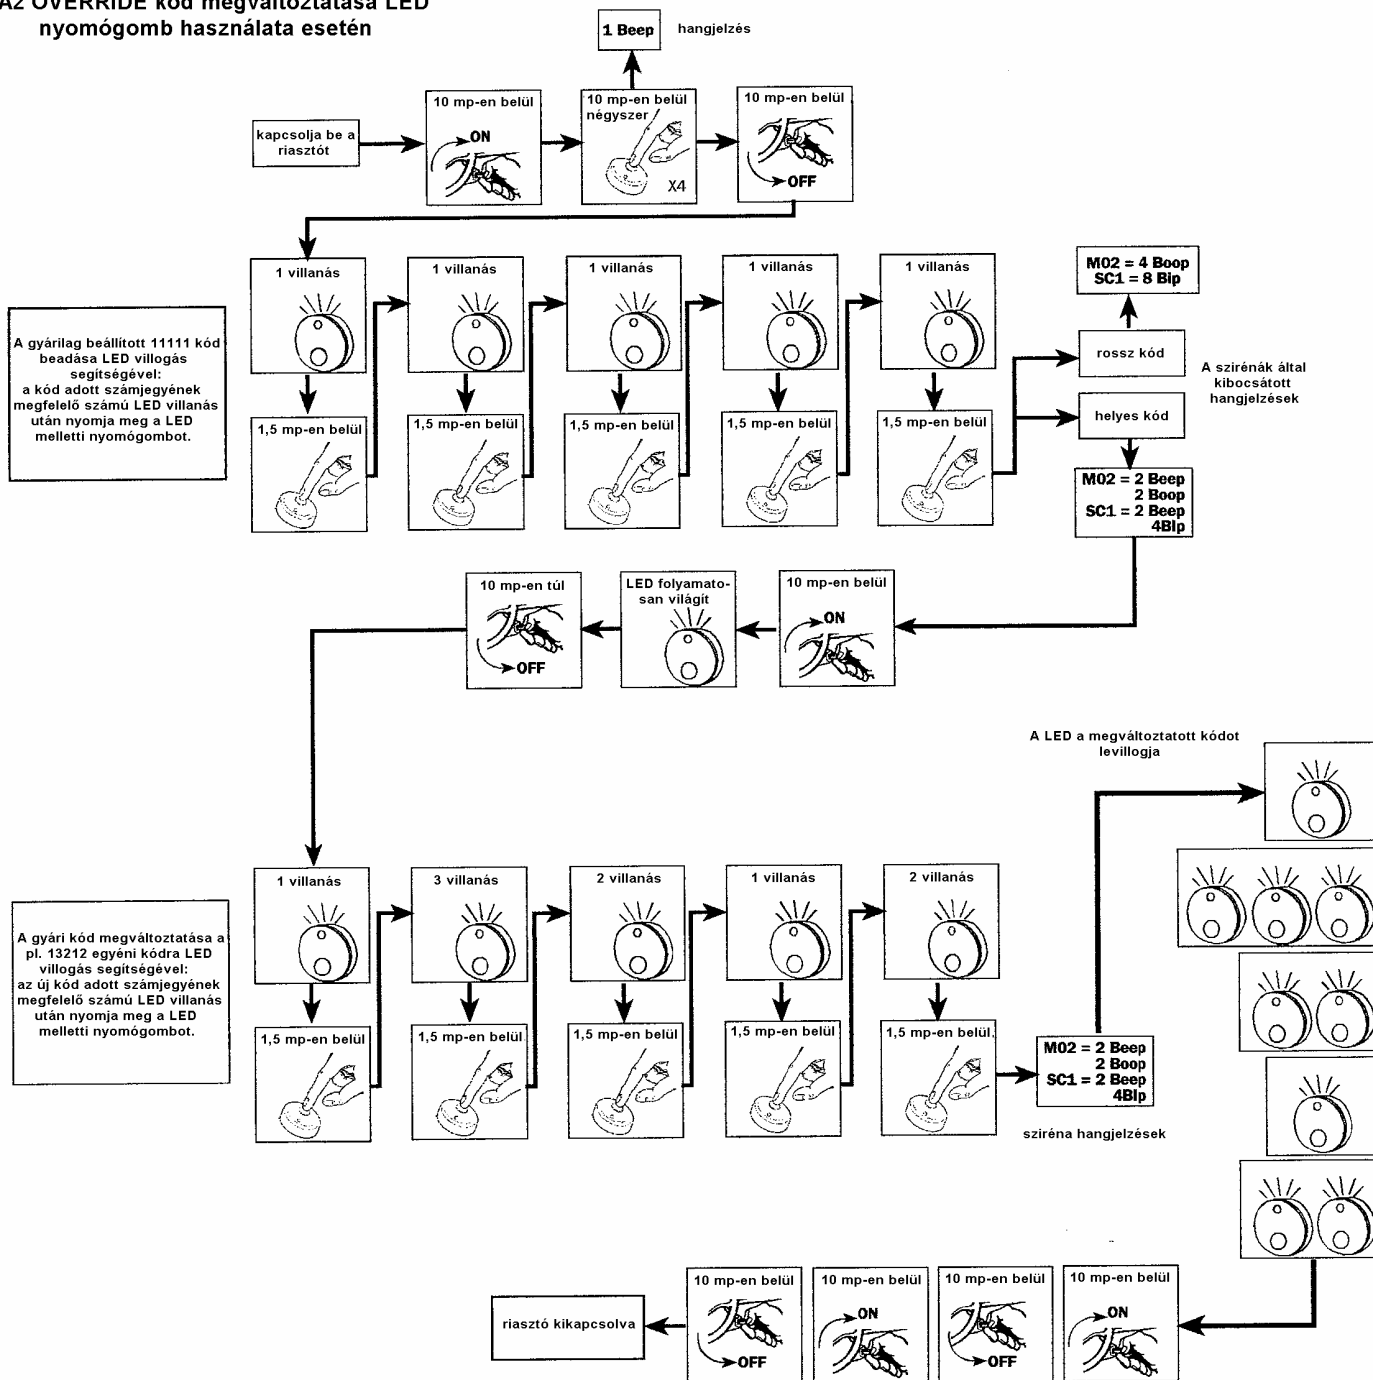 Az OVERRIDE kód megváltoztatása LED
nyomógomb használata esetén
1 Beep
hangjelzés
kapcsolja be a
riasztót
10 mp-en belül
ON
10 mp-en belül
négyszer
X4
10 mp-en belül
OFF
A gyárilag beállított 11111 kód
beadása LED villogás
segítségével:
a kód adott számjegyének
megfelelő számú LED villanás
után nyomja meg a LED
melletti nyomógombot.
1 villanás
1 villanás
1 villanás
1 villanás
1 villanás
1,5 mp-en belül
1,5 mp-en belül
1,5 mp-en belül
1,5 mp-en belül
1,5 mp-en belül
M02 = 4 Boop
SC1 = 8 Bip
rossz kód
helyes kód
A szirénák által
kibocsátott
hangjelzések
M02 = 2 Beep
2 Boop
SC1 = 2 Beep
4Bip
10 mp-en túl
OFF
LED folyamato-
san világít
10 mp-en belül
ON
A LED a megváltoztatott kódot
levillogja
A gyári kód megváltoztatása a
pl. 13212 egyéni kódra LED
villogás segítségével:
az új kód adott számjegyének
megfelelő számú LED villanás
után nyomja meg a LED
melletti nyomógombot.
1 villanás
3 villanás
2 villanás
1 villanás
2 villanás
1,5 mp-en belül
1,5 mp-en belül
1,5 mp-en belül
1,5 mp-en belül
1,5 mp-en belül
M02 = 2 Beep
2 Boop
SC1 = 2 Beep
4Bip
sziréna hangjelzések
riasztó kikapcsolva
10 mp-en belül
OFF
10 mp-en belül
ON
10 mp-en belül
OFF
10 mp-en belül
ON